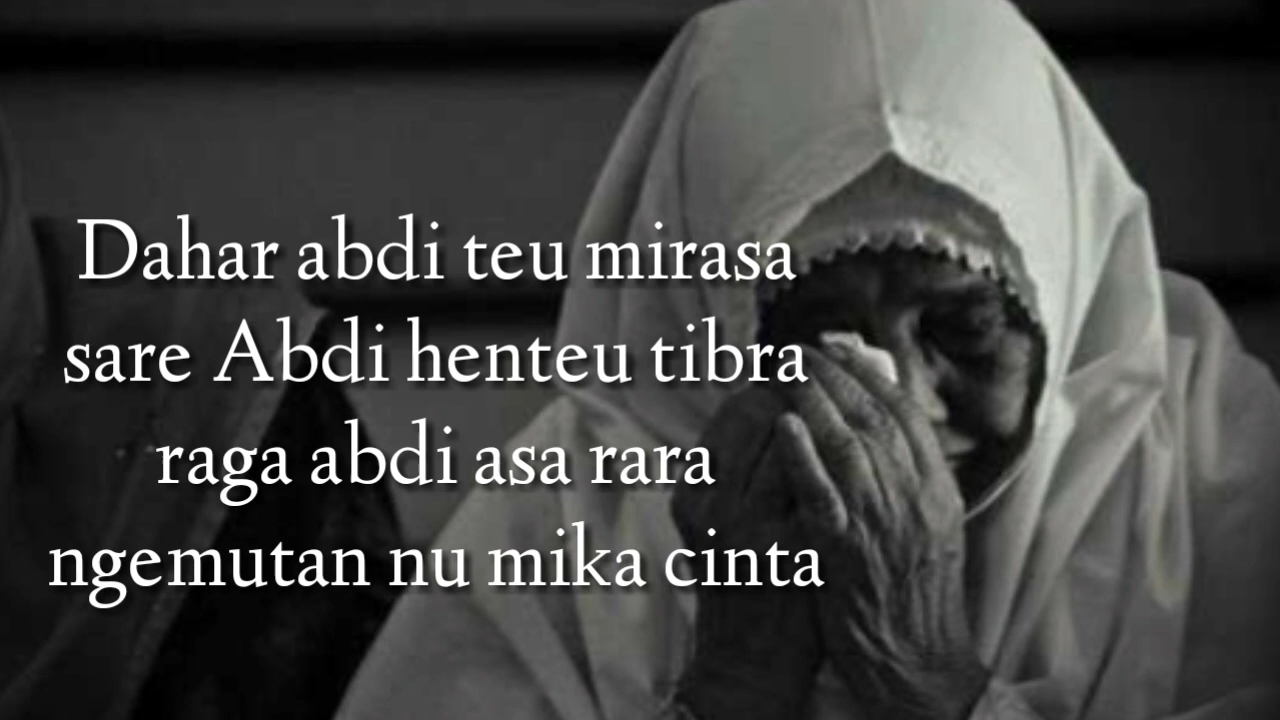 Dahar abdi teu mirasa
sare Abdi henteu tibra
raga abdi asa rara
ngemutan nu mika cinta